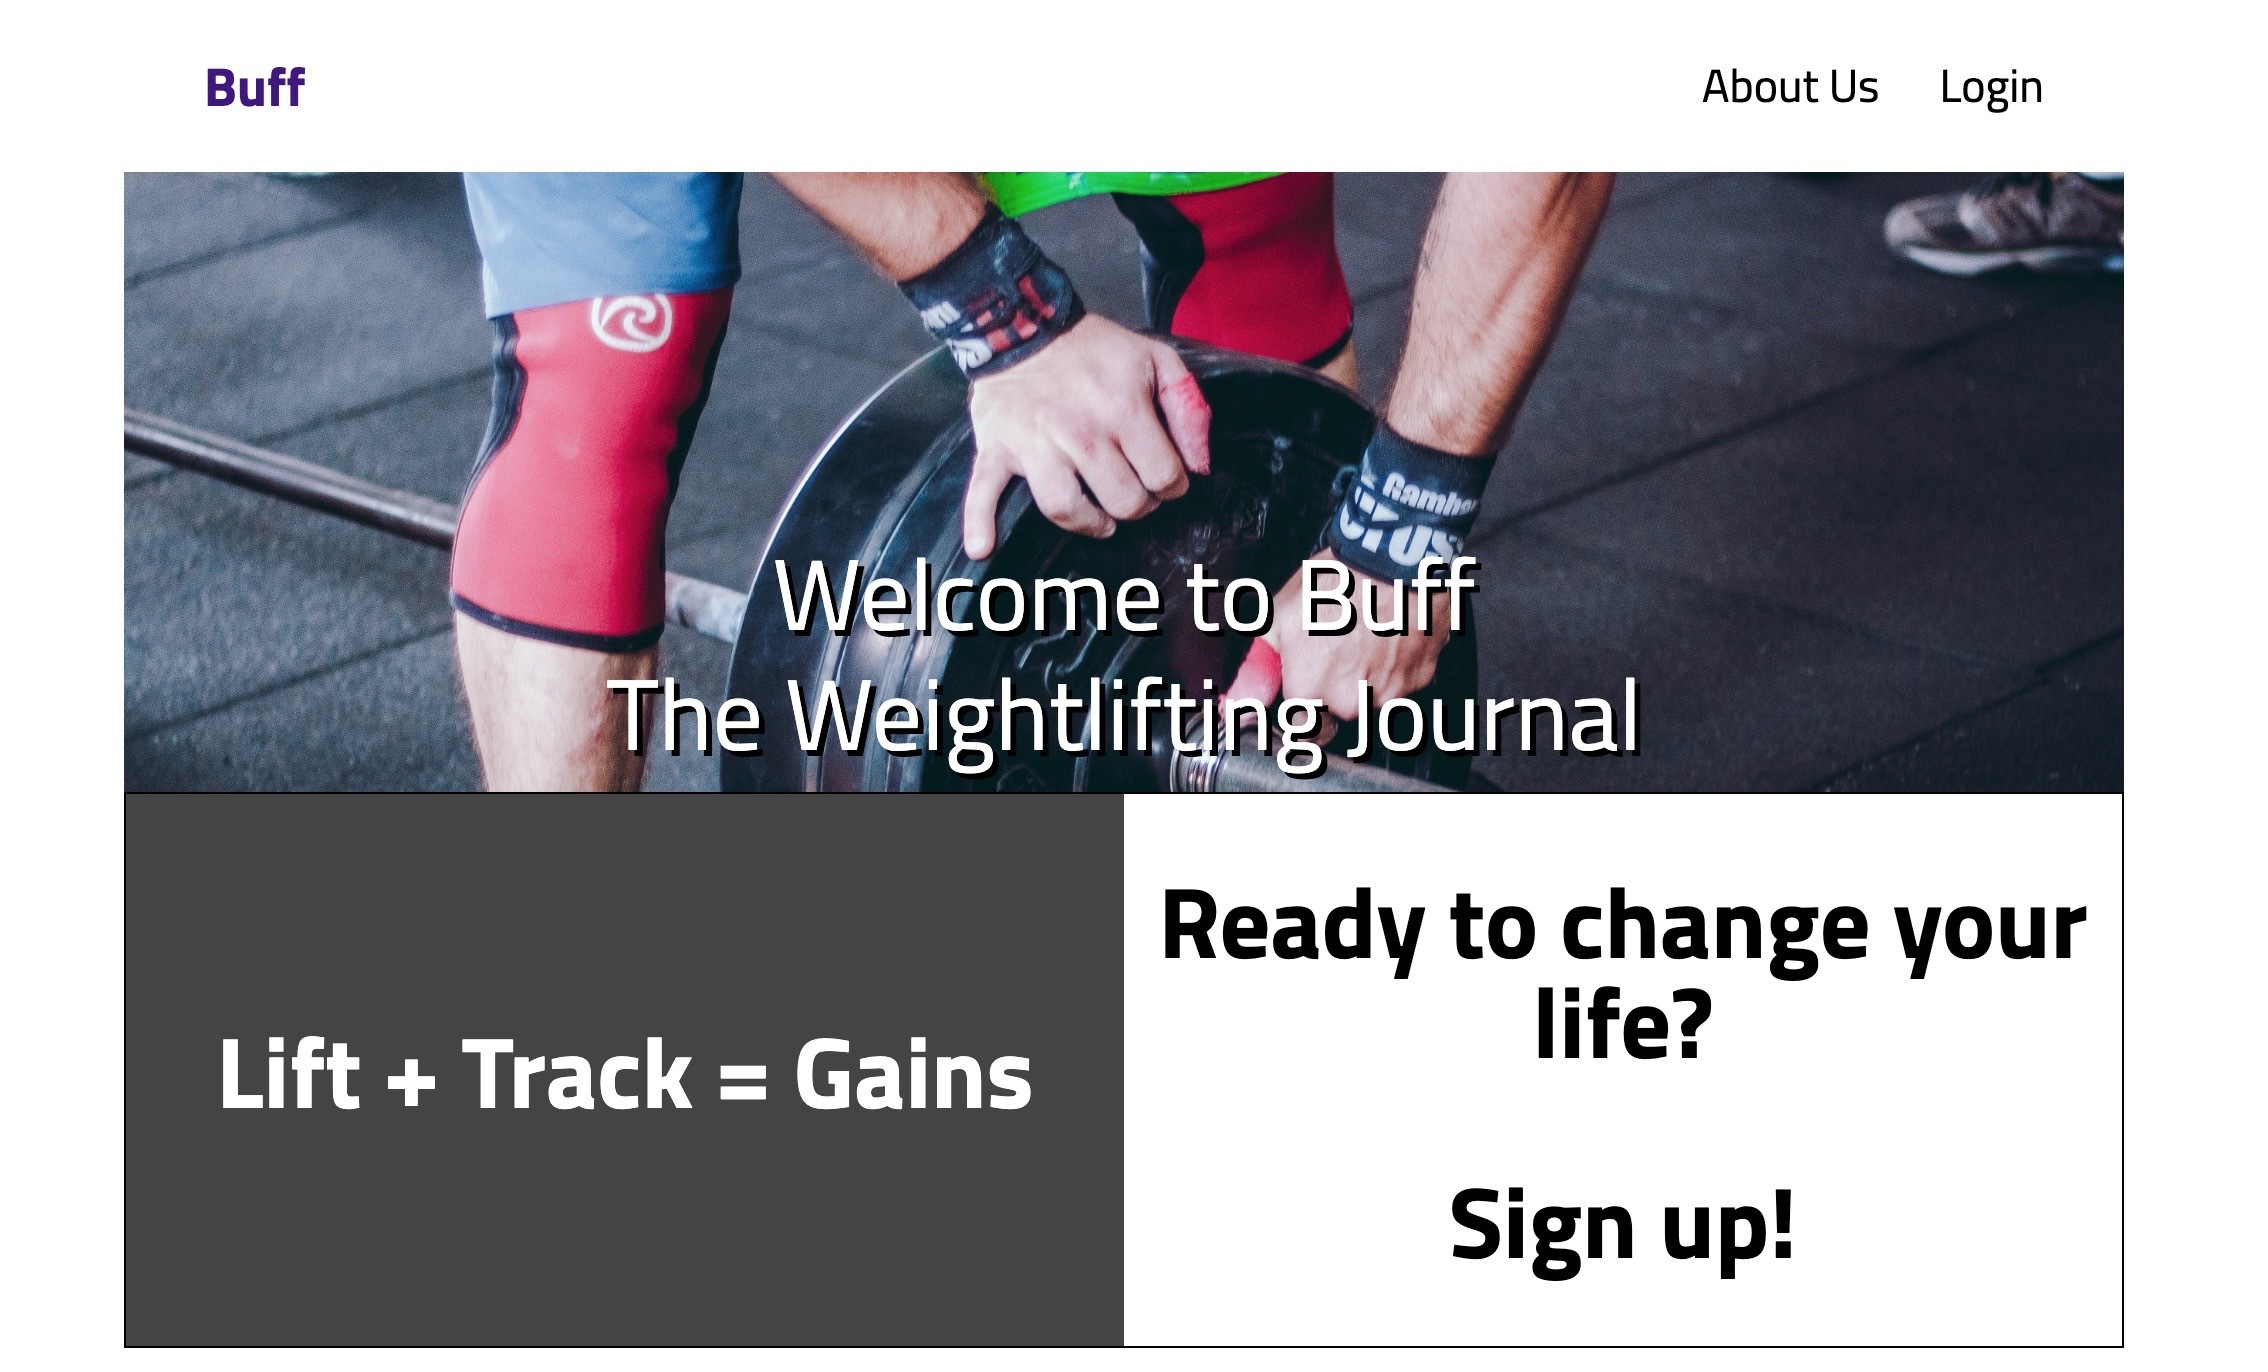 Buff
About Us Login
Gamho
Welcome to Buff
The Weightlifting Journal
Lift + Track = Gains
Ready to change your
life?
Sign up!